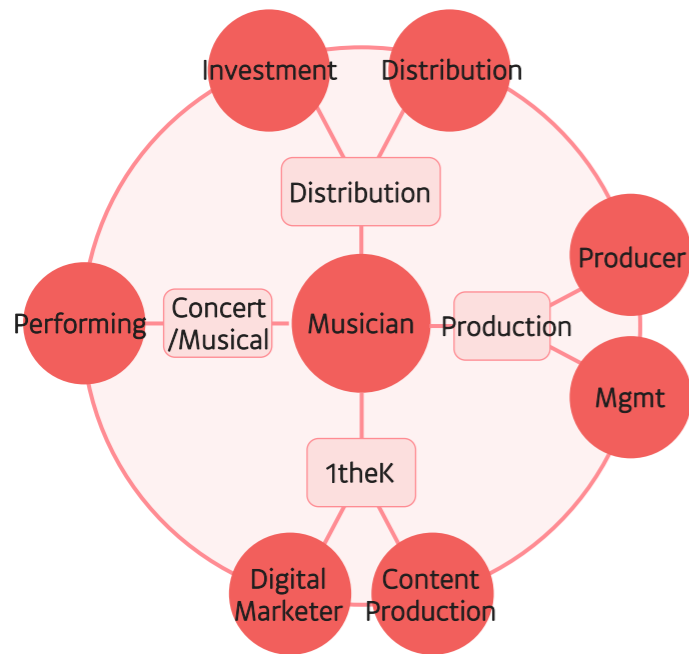 Investment
Distribution
Distribution
Producer
Concert
/Musical
Performing
Musician
Production
Mgmt
1theK
Digital
Marketer
Content
Production